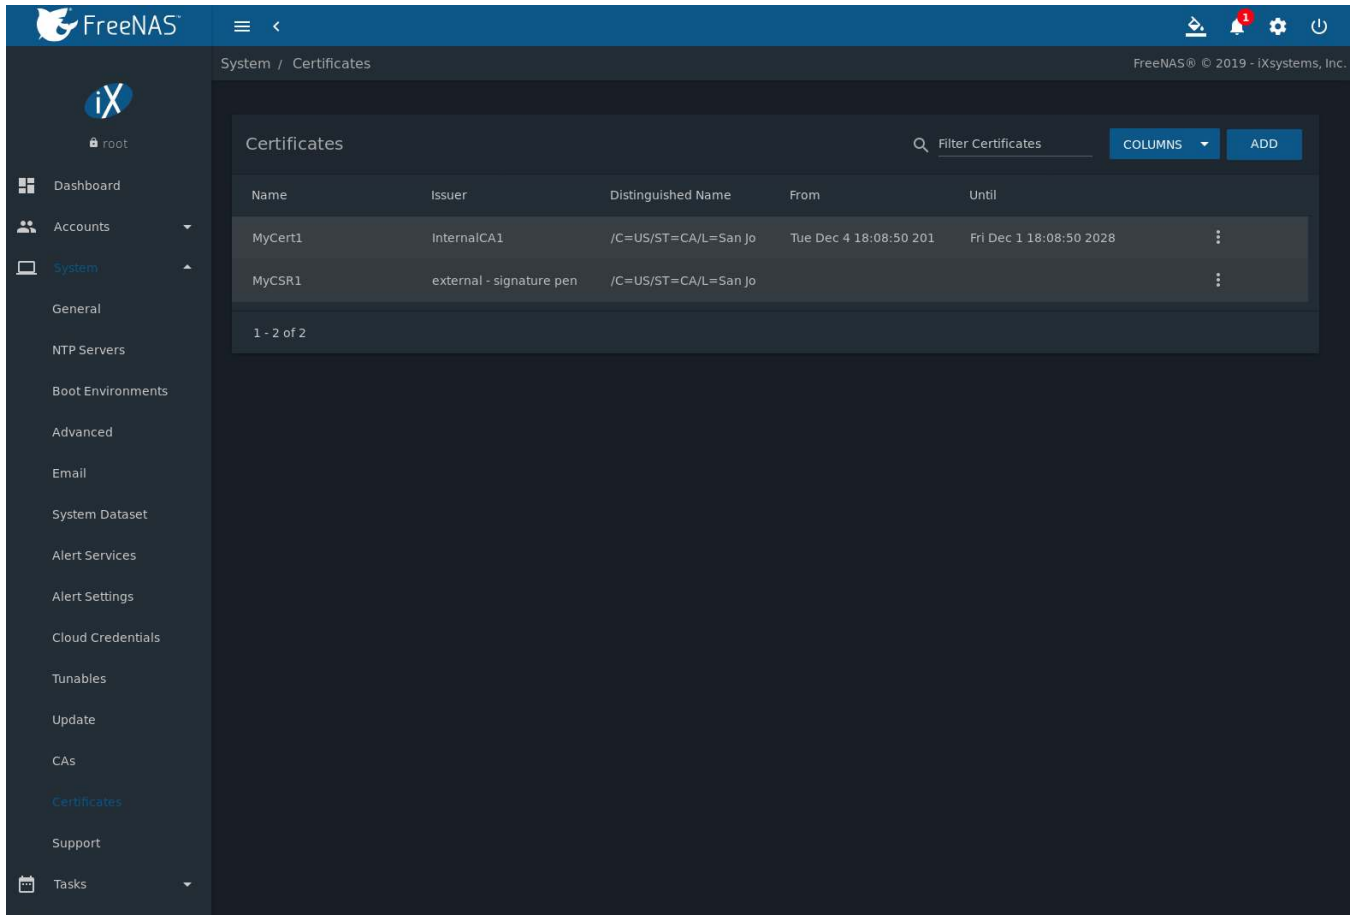 FreeNAS®
1
System / Certificates
FreeNAS® © 2019 - iXsystems, Inc.
iX
root
Dashboard
Accounts
System
General
NTP Servers
Boot Environments
Advanced
Email
System Dataset
Alert Services
Alert Settings
Cloud Credentials
Tunables
Update
CAs
Certificates
Support
Tasks
Certificates
Filter Certificates
COLUMNS
ADD
Name Issuer Distinguished Name From Until
MyCert1 InternalCA1 /C=US/ST=CA/L=San Jo Tue Dec 4 18:08:50 201 Fri Dec 1 18:08:50 2028
MyCSR1 external - signature pen /C=US/ST=CA/L=San Jo
1 - 2 of 2